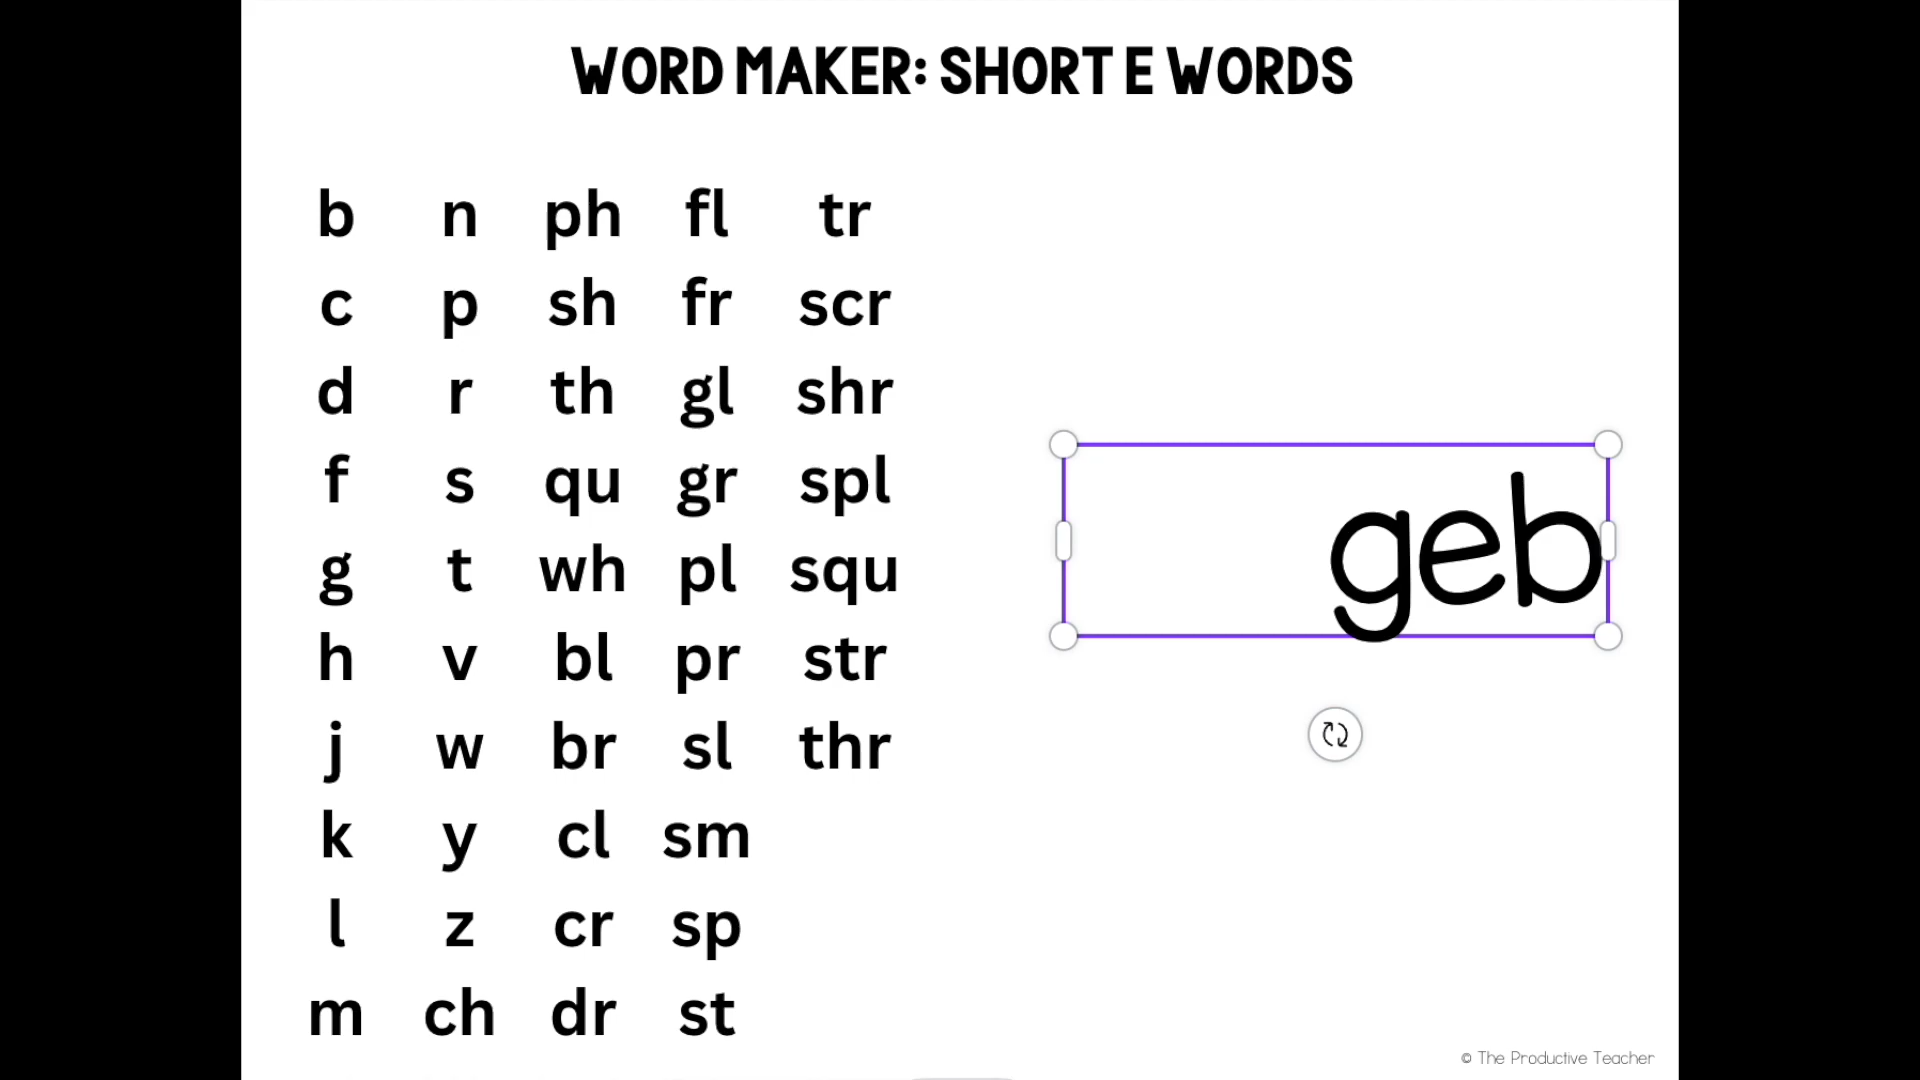 WORD MAKER: SHORT E WORDS
b n ph fl tr
c p sh fr scr
d r th gl shr
f s qu gr spl
g t wh pl squ
h v bl pr str
j w br sl thr
k y cl sm
l z cr sp
m ch dr st
geb
© The Productive Teacher